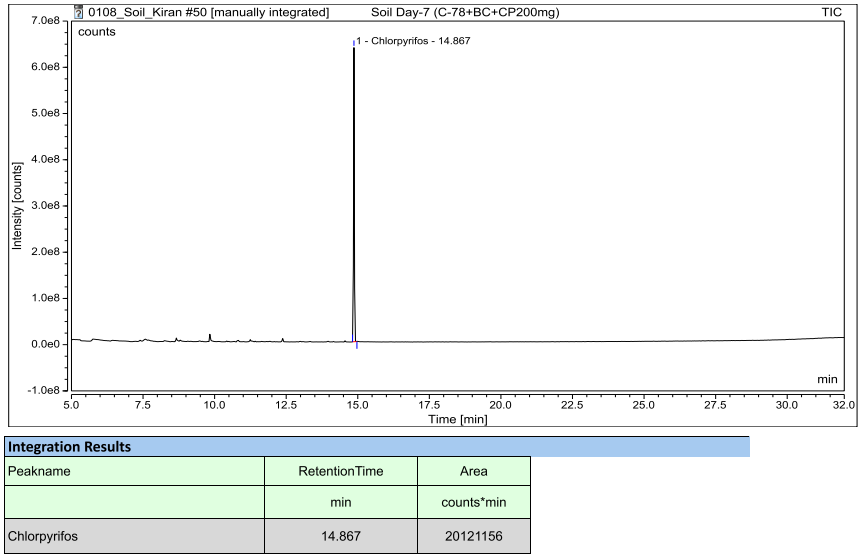 0108_Soil_Kiran #50 [manually integrated] Soil Day-7 (C-78+BC+CP200mg) TIC
7.0e8
counts
1 - Chlorpyrifos - 14.867
6.0e8
5.0e8
4.0e8
3.0e8
2.0e8
1.0e8
0.0e0
-1.0e8
Intensity [counts]
min
5.0 7.5 10.0 12.5 15.0 17.5 20.0 22.5 25.0 27.5 30.0 32.0
Time [min]
Integration Results
Peakname RetentionTime Area
min counts*min
Chlorpyrifos 14.867 20121156